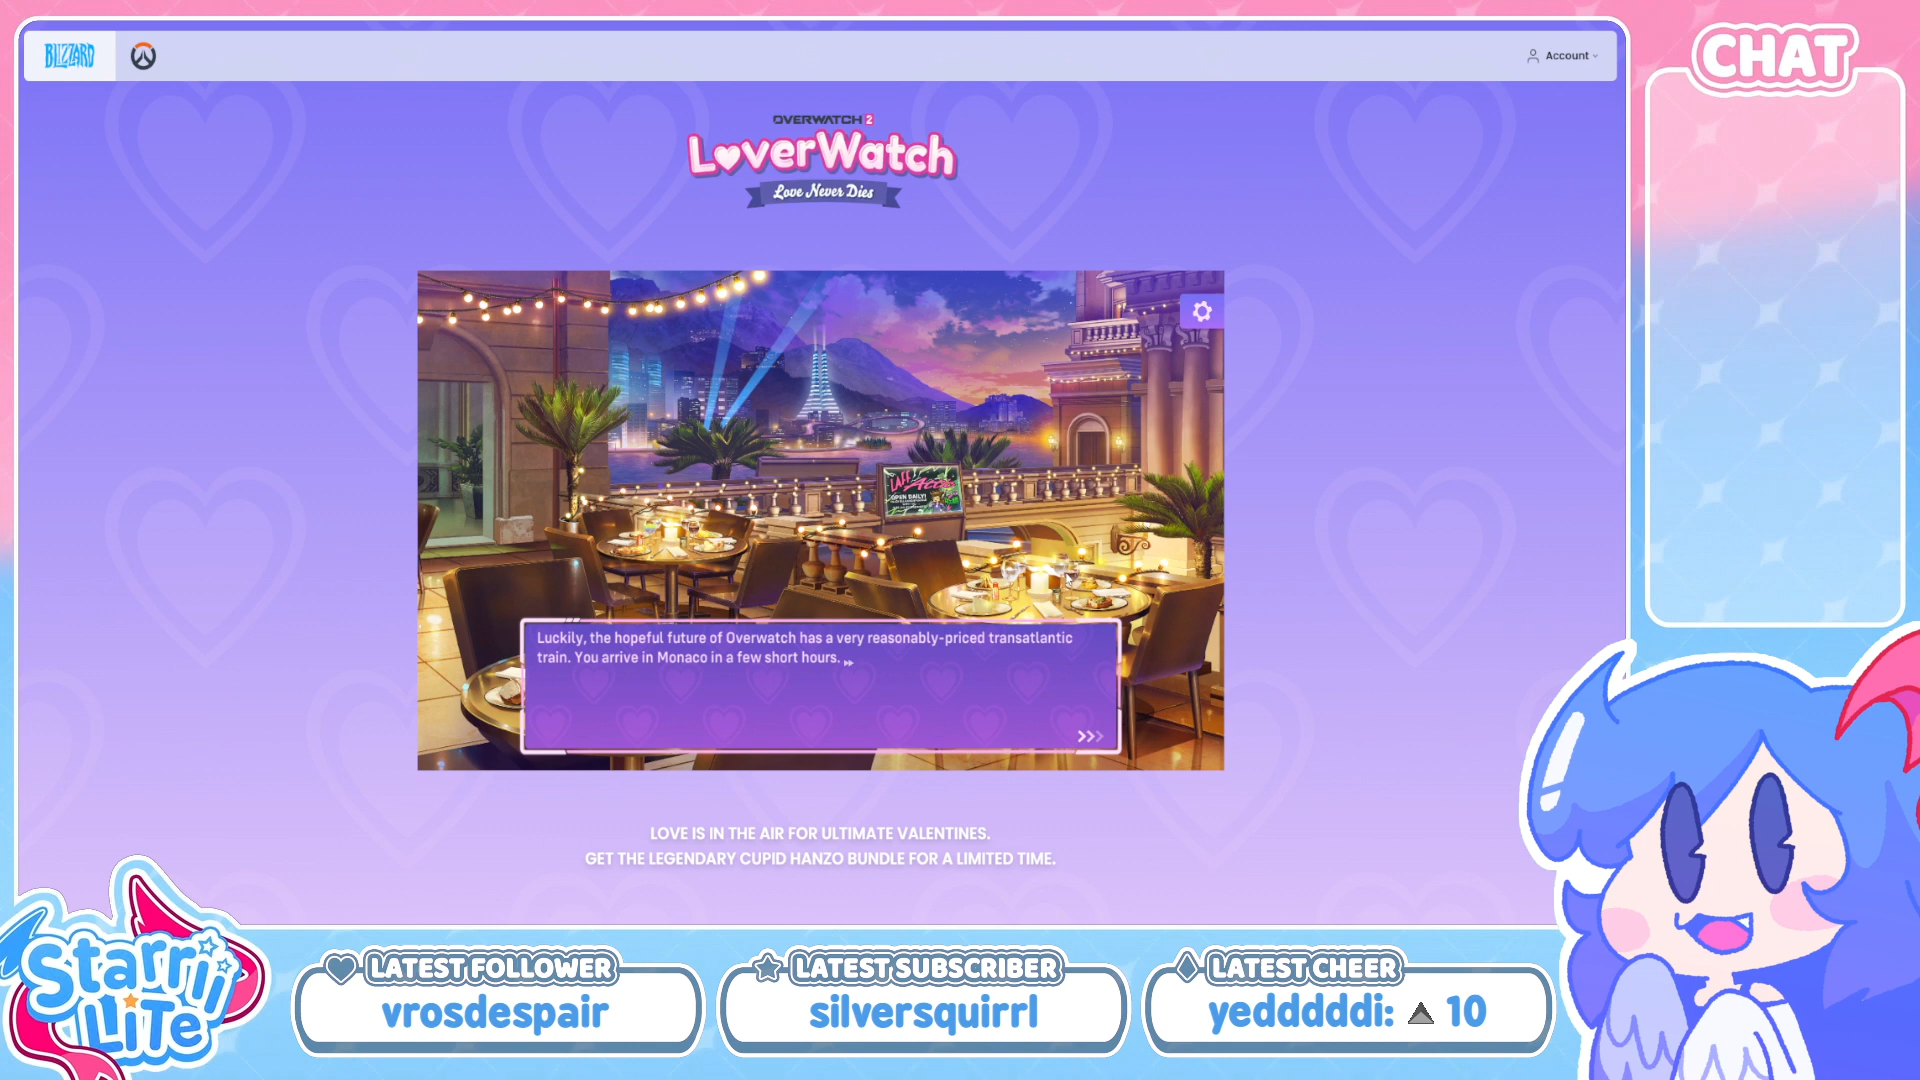 BLIZZARD
Account
CHAT
OVERWATCH 2
LoverWatch
Love Never Dies
LAFF
OPEN DAILY!
Luckily, the hopeful future of Overwatch has a very reasonably-priced transatlantic
train. You arrive in Monaco in a few short hours.
LOVE IS IN THE AIR FOR ULTIMATE VALENTINES.
GET THE LEGENDARY CUPID HANZO BUNDLE FOR A LIMITED TIME.
Starrii
LiTe
LATEST FOLLOWER
vrosdespair
LATEST SUBSCRIBER
silversquirrl
LATEST CHEER
yedddddi: 10